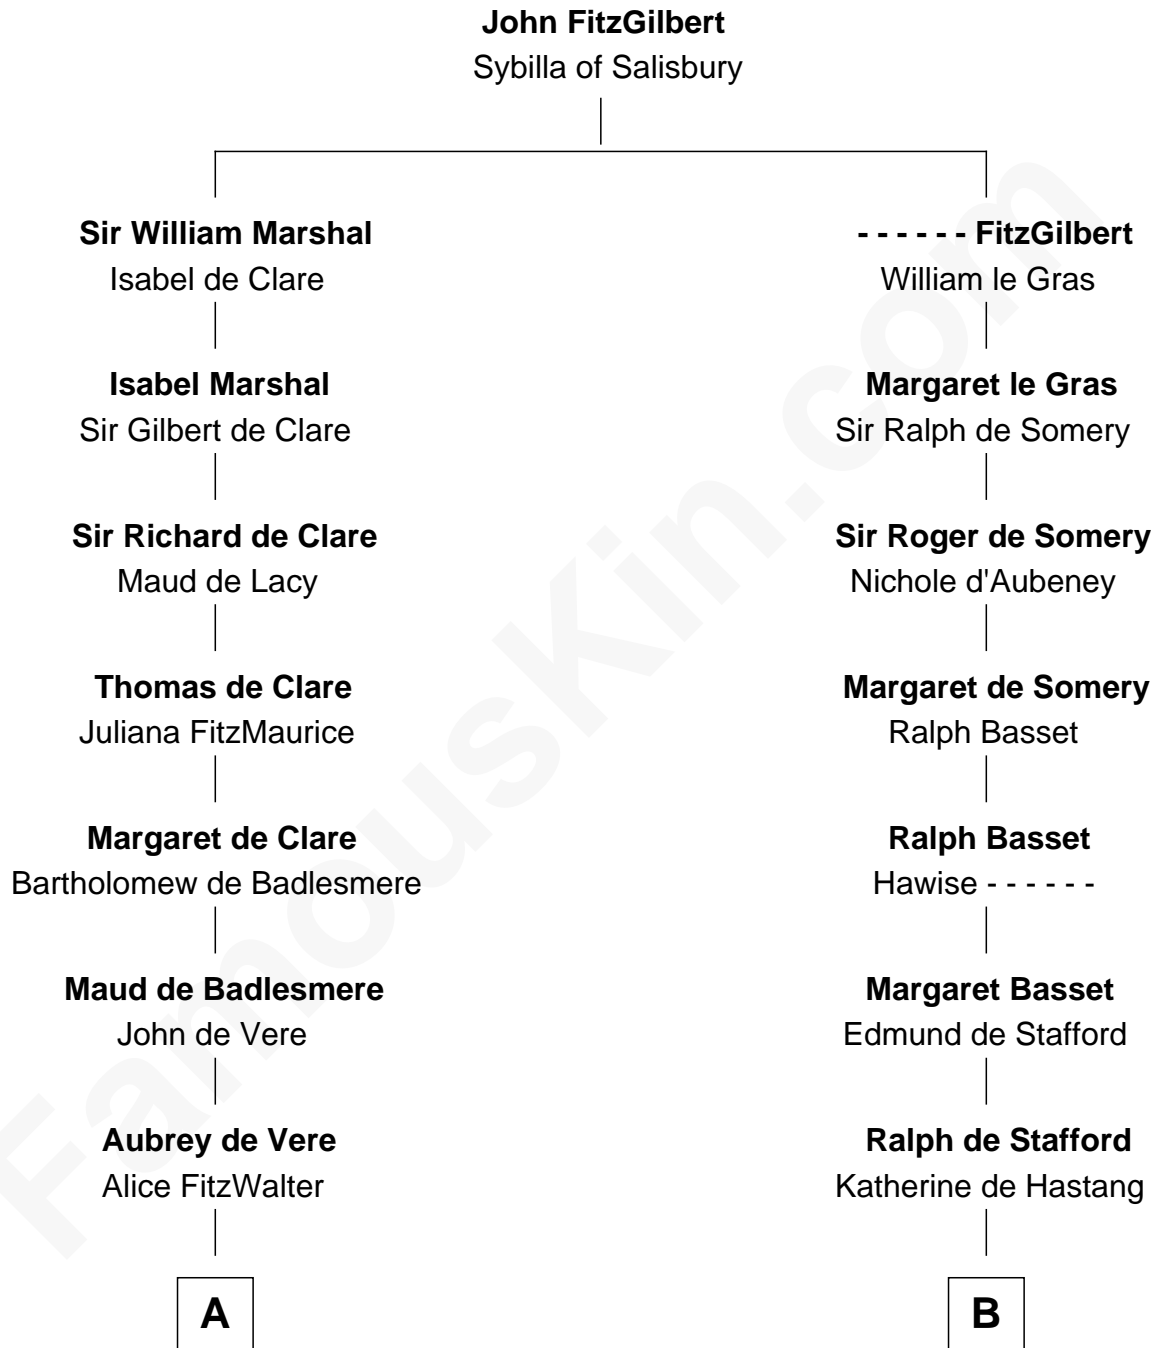 John FitzGilbert
Sybilla of Salisbury
Sir William Marshal
Isabel de Clare
Isabel Marshal
Sir Gilbert de Clare
Sir Richard de Clare
Maud de Lacy
Thomas de Clare
Juliana FitzMaurice
Margaret de Clare
Bartholomew de Badlesmere
Maud de Badlesmere
John de Vere
Aubrey de Vere
Alice FitzWalter
A
- - - - - - FitzGilbert
William le Gras
Margaret le Gras
Sir Ralph de Somery
Sir Roger de Somery
Nichole d'Aubeney
Margaret de Somery
Ralph Basset
Ralph Basset
Hawise - - - - - -
Margaret Basset
Edmund de Stafford
Ralph de Stafford
Katherine de Hastang
B
FamousKin.com